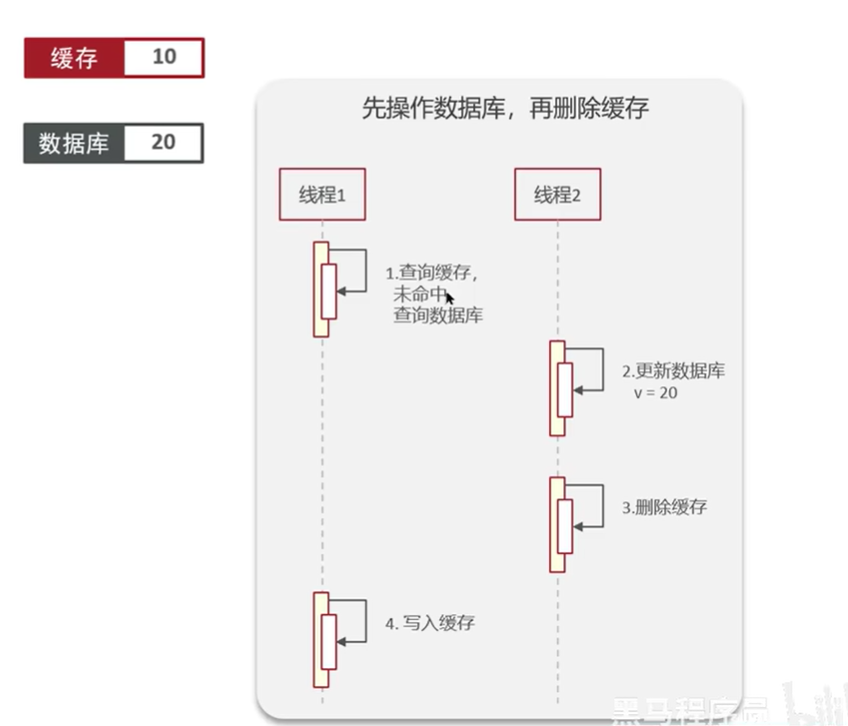 缓存 10
先操作数据库，再删除缓存
数据库 20
线程1
线程2
1.查询缓存，
未命中
查询数据库
2.更新数据库
v = 20
3.删除缓存
4. 写入缓存
黑马程序员